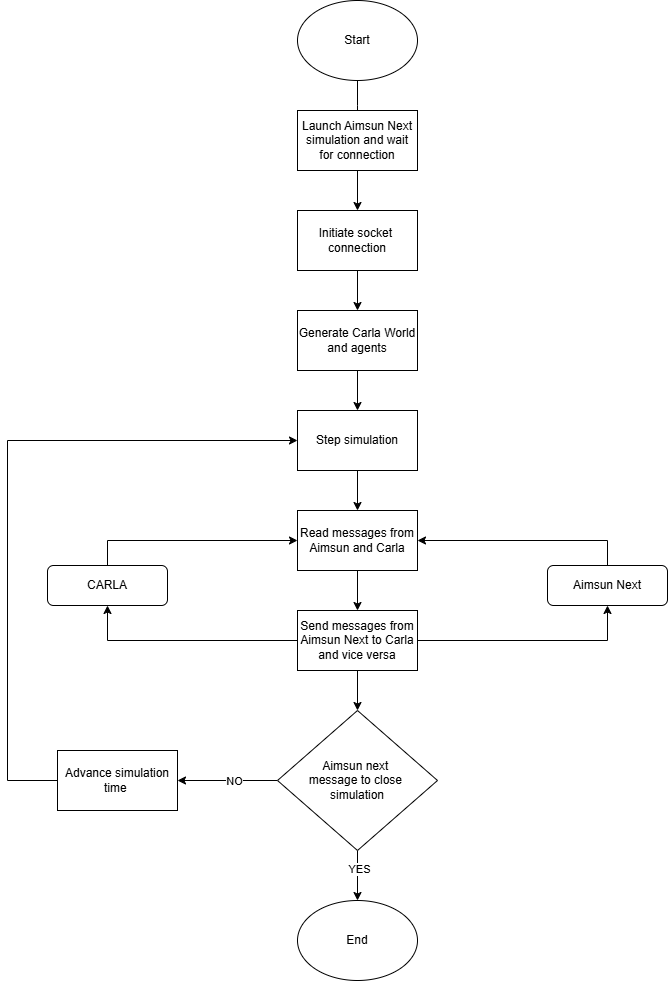 Start
Launch Aimsun Next
simulation and wait
for connection
Initiate socket
connection
Generate Carla World
and agents
Step simulation
Read messages from
Aimsun and Carla
CARLA
Aimsun Next
Send messages from
Aimsun Next to Carla
and vice versa
Aimsun next
message to close
simulation
NO
Advance simulation
time
YES
End